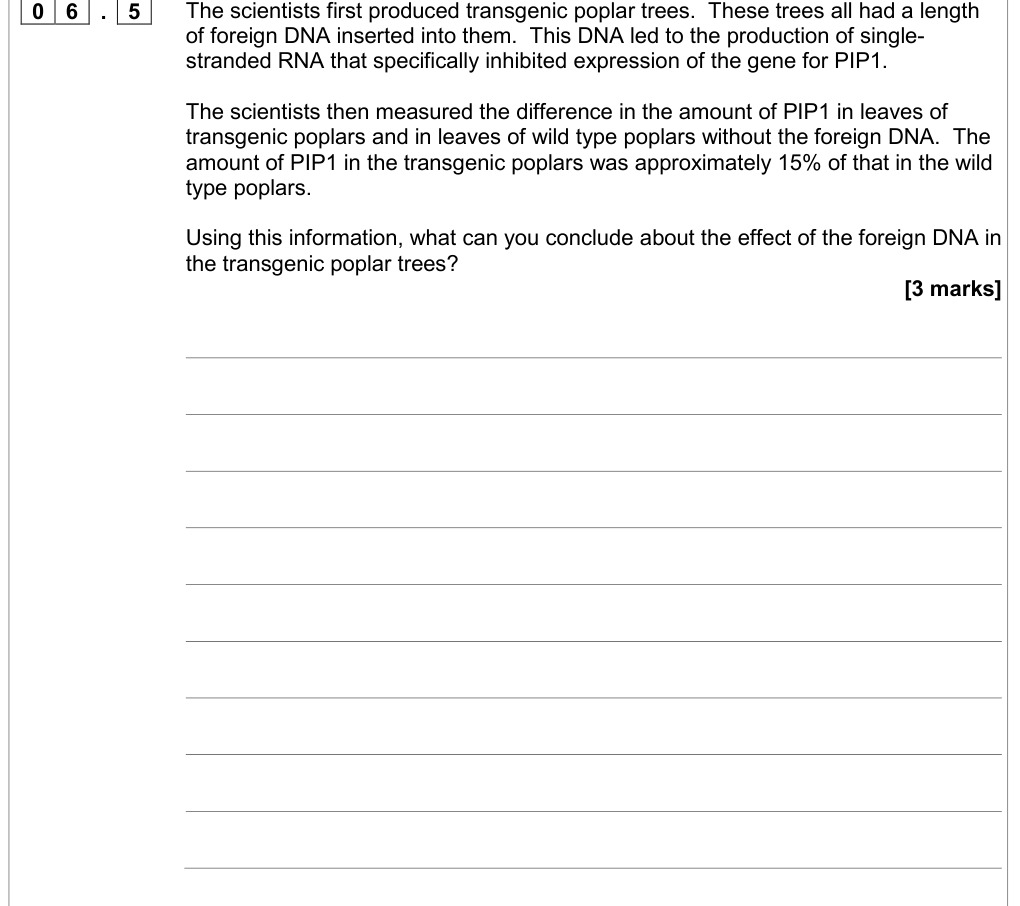 0 6 . 5 The scientists first produced transgenic poplar trees. These trees all had a length
of foreign DNA inserted into them. This DNA led to the production of single-
stranded RNA that specifically inhibited expression of the gene for PIP1.
The scientists then measured the difference in the amount of PIP1 in leaves of
transgenic poplars and in leaves of wild type poplars without the foreign DNA. The
amount of PIP1 in the transgenic poplars was approximately 15% of that in the wild
type poplars.
Using this information, what can you conclude about the effect of the foreign DNA in
the transgenic poplar trees?
[3 marks]